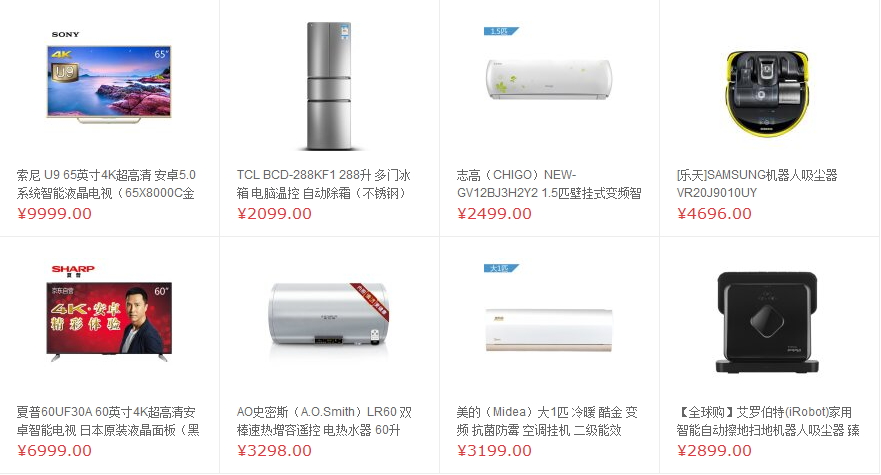 SONY
65"
4K
U9
1.5匹
索尼 U9 65英寸4K超高清 安卓5.0
系统智能液晶电视（65X8000C金
¥9999.00
TCL BCD-288KF1 288升 多门冰
箱 电脑温控 自动除霜（不锈钢）
¥2099.00
志高（CHIGO）NEW-
GV12BJ3H2Y2 1.5匹壁挂式变频智
¥2499.00
[乐天]SAMSUNG机器人吸尘器
VR20J9010UY
¥4696.00
SHARP
夏普
京东自营
60"
4K·安卓
精彩体验
大1匹
夏普60UF30A 60英寸4K超高清安
卓智能电视 日本原装液晶面板（黑
¥6999.00
AO史密斯（A.O.Smith）LR60 双
棒速热增容遥控 电热水器 60升
¥3298.00
美的（Midea）大1匹 冷暖 酷金 变
频 抗菌防霉 空调挂机 二级能效
¥3199.00
【全球购】艾罗伯特(iRobot)家用
智能自动擦地扫地机器人吸尘器 臻
¥2899.00